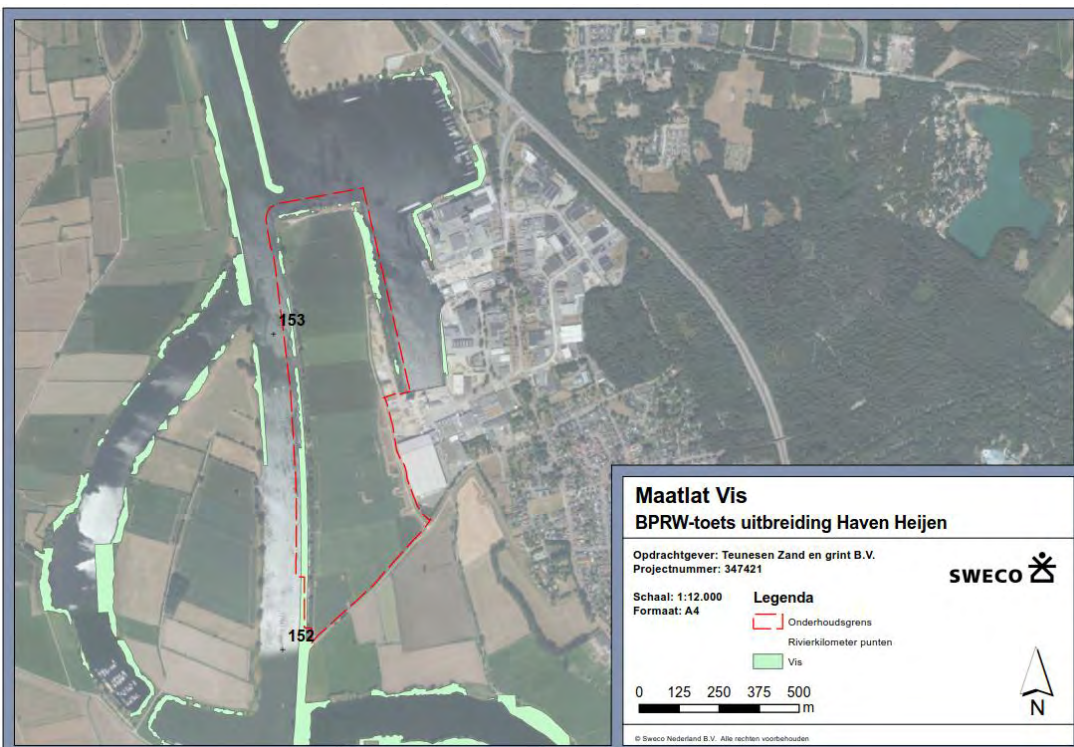 153
152
Maatlat Vis
BPRW-toets uitbreiding Haven Heijen
Opdrachtgever: Teunesen Zand en grint B.V.
Projectnummer: 347421
SWECO
Schaal: 1:12.000
Formaat: A4
Legenda
Onderhoudsgrens
Rivierkilometer punten
Vis
0 125 250 375 500
m
N
© Sweco Nederland B.V. Alle rechten voorbehouden